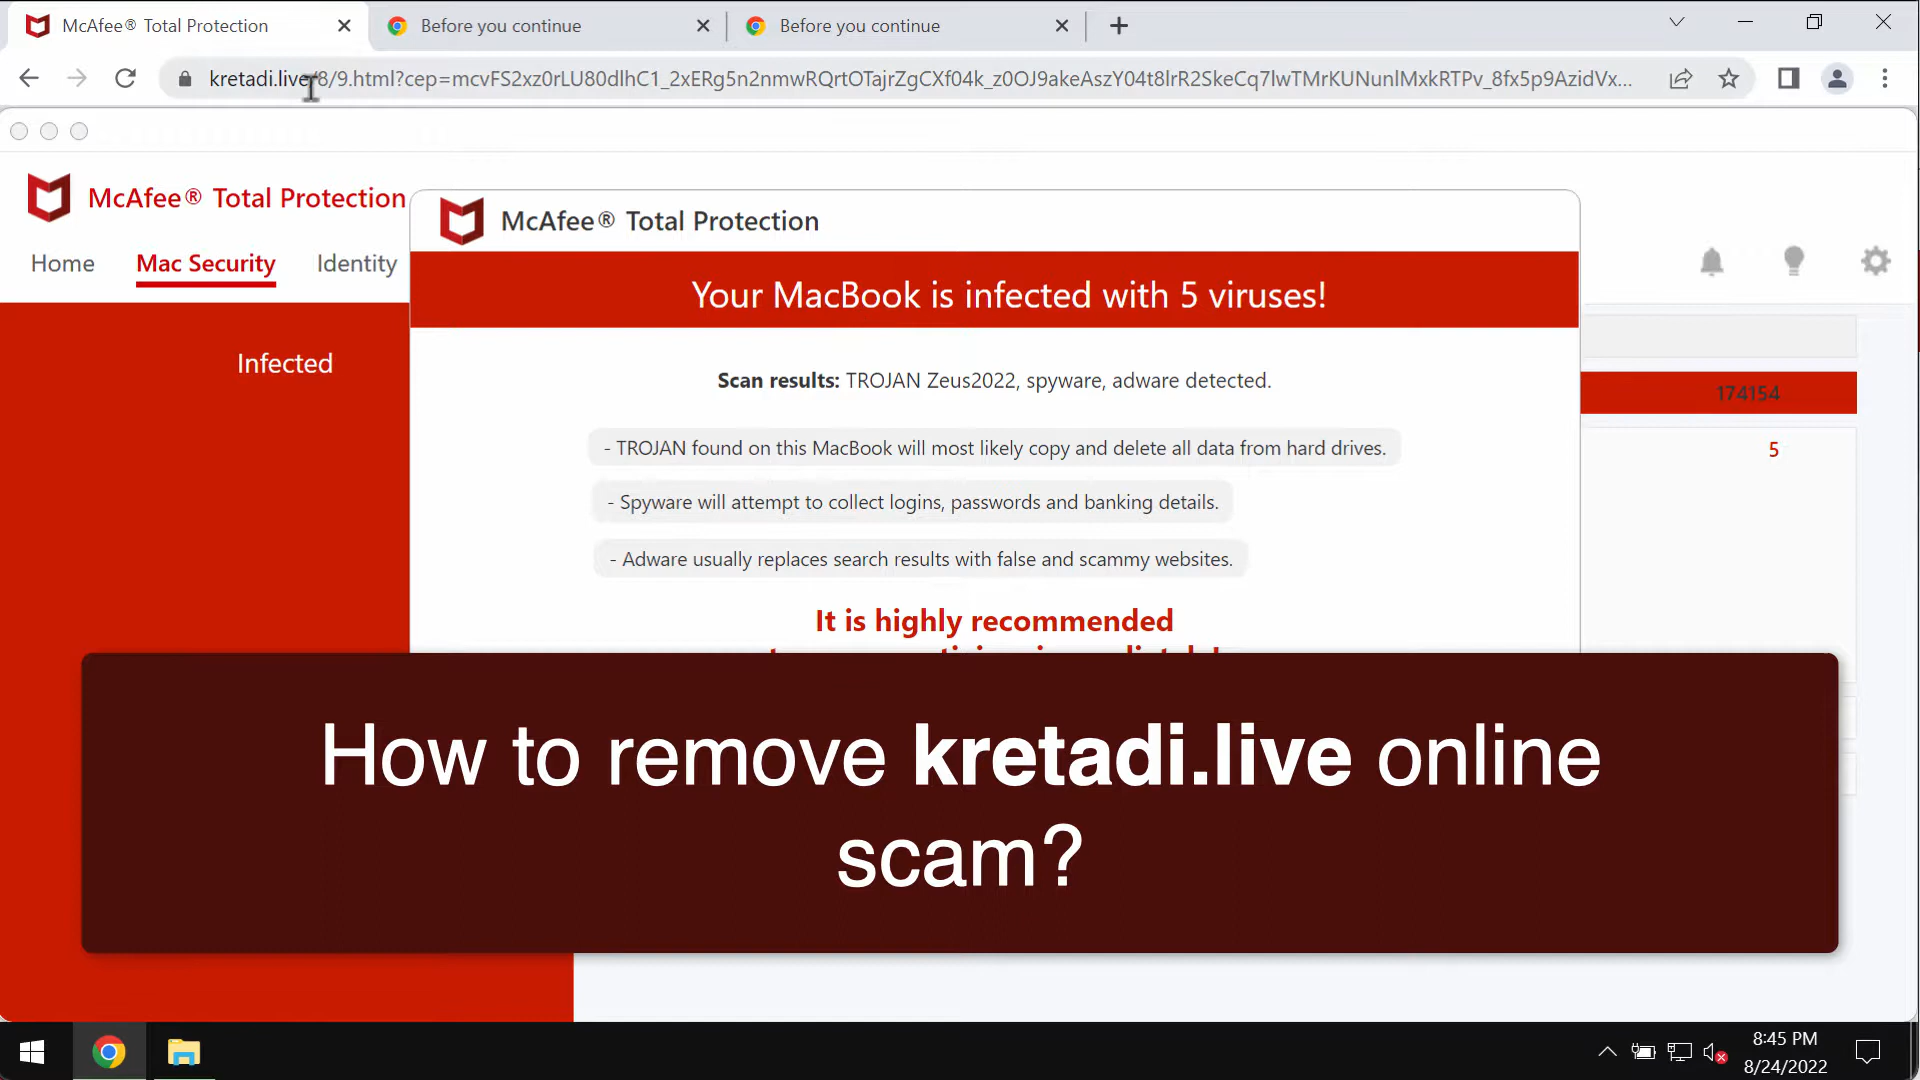 McAfee® Total Protection
Before you continue
Before you continue
kretadi.live/8/9.html?cep=mcvFS2xz0rLU80dlhC1_2xERg5n2nmwRQrtOTajrZgCXf04k_z0OJ9akeAszY04t8lrR2SkeCq7lwTMrKUNunlMxkRTPv_8fx5p9AzidVx...
McAfee® Total Protection
McAfee® Total Protection
Home Mac Security Identity
Your MacBook is infected with 5 viruses!
Infected
Scan results: TROJAN Zeus2022, spyware, adware detected.
174154
- TROJAN found on this MacBook will most likely copy and delete all data from hard drives.
5
- Spyware will attempt to collect logins, passwords and banking details.
- Adware usually replaces search results with false and scammy websites.
It is highly recommended
How to remove kretadi.live online
scam?
8:45 PM
8/24/2022